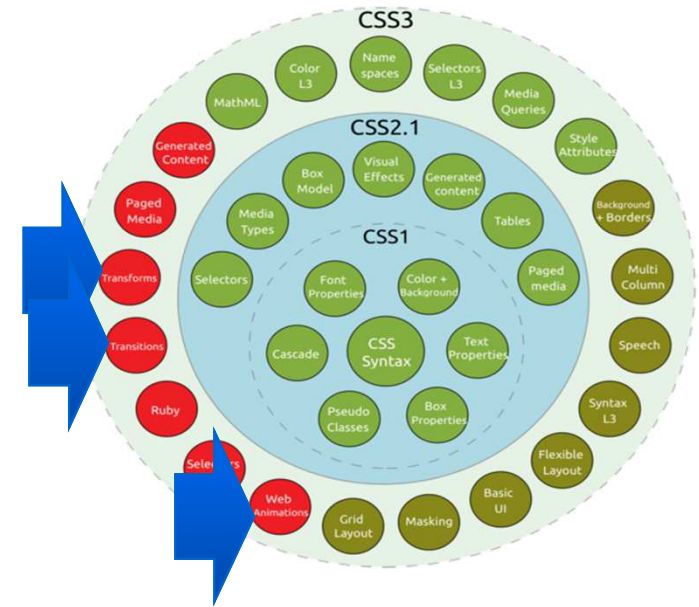 CSS3
Name
spaces
Selectors
L3
Color
L3
Media
Queries
MathML
Style
Attributes
Generated
Content
Background
+ Borders
Paged
Media
Multi
Column
Transforms
Speech
Transitions
Syntax
L3
Ruby
Flexible
Layout
Basic
UI
Web
Animations
Masking
Grid
Layout
CSS2.1
Visual
Effects
Box
Model
Generated
content
Media
Types
Tables
Selectors
Paged
media
CSS1
Font
Properties
Color +
Background
Cascade
CSS
Syntax
Text
Properties
Pseudo
Classes
Box
Properties